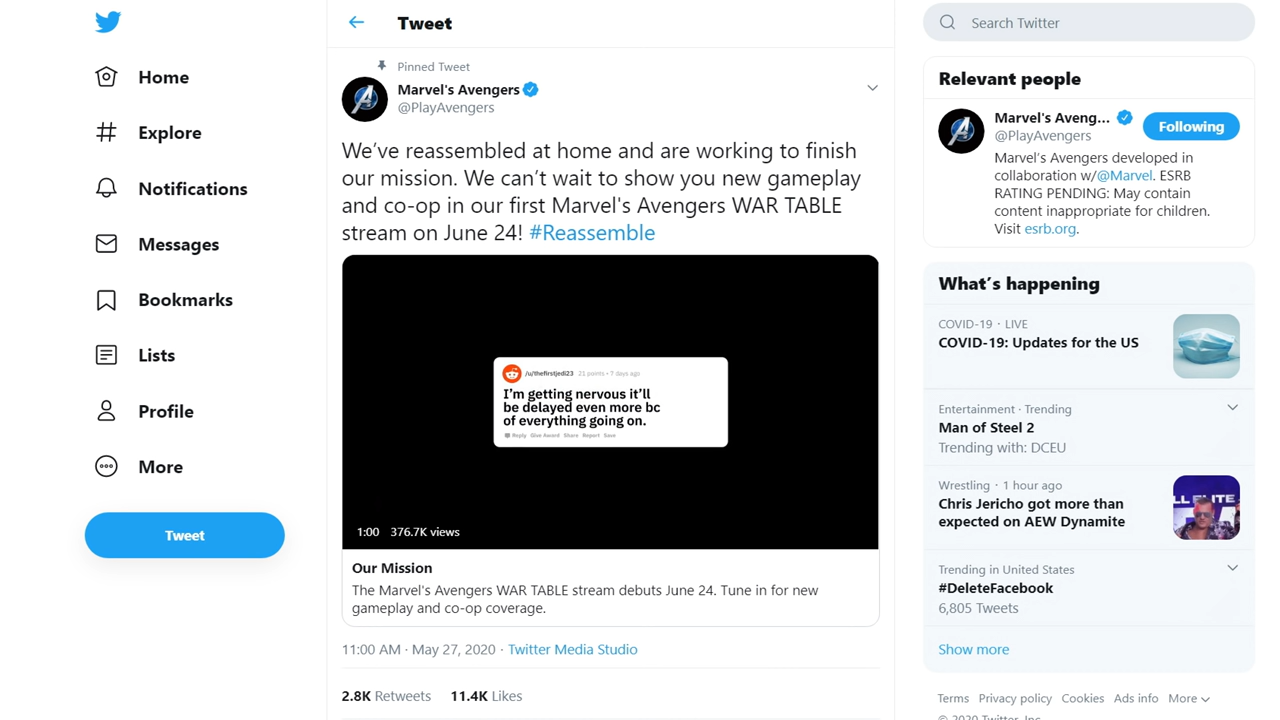 Home
Explore
Notifications
Messages
Bookmarks
Lists
Profile
More
Tweet
Tweet
Pinned Tweet
Marvel's Avengers
@PlayAvengers
We’ve reassembled at home and are working to finish
our mission. We can’t wait to show you new gameplay
and co-op in our first Marvel's Avengers WAR TABLE
stream on June 24! #Reassemble
/u/thefirstjedi23 21 points • 7 days ago
I’m getting nervous it’ll
be delayed even more bc
of everything going on.
Reply Give Award Share Report Save
1:00 376.7K views
Our Mission
The Marvel's Avengers WAR TABLE stream debuts June 24. Tune in for new
gameplay and co-op coverage.
11:00 AM · May 27, 2020 · Twitter Media Studio
2.8K Retweets 11.4K Likes
Search Twitter
Relevant people
Marvel's Aveng...
@PlayAvengers
Following
Marvel’s Avengers developed in
collaboration w/@Marvel. ESRB
RATING PENDING: May contain
content inappropriate for children.
Visit esrb.org.
What’s happening
COVID-19 · LIVE
COVID-19: Updates for the US
Entertainment · Trending
Man of Steel 2
Trending with: DCEU
Wrestling · 1 hour ago
Chris Jericho got more than
expected on AEW Dynamite
LL ELITE
Trending in United States
#DeleteFacebook
6,805 Tweets
Show more
Terms Privacy policy Cookies Ads info More
© 2020 Twitter, Inc.